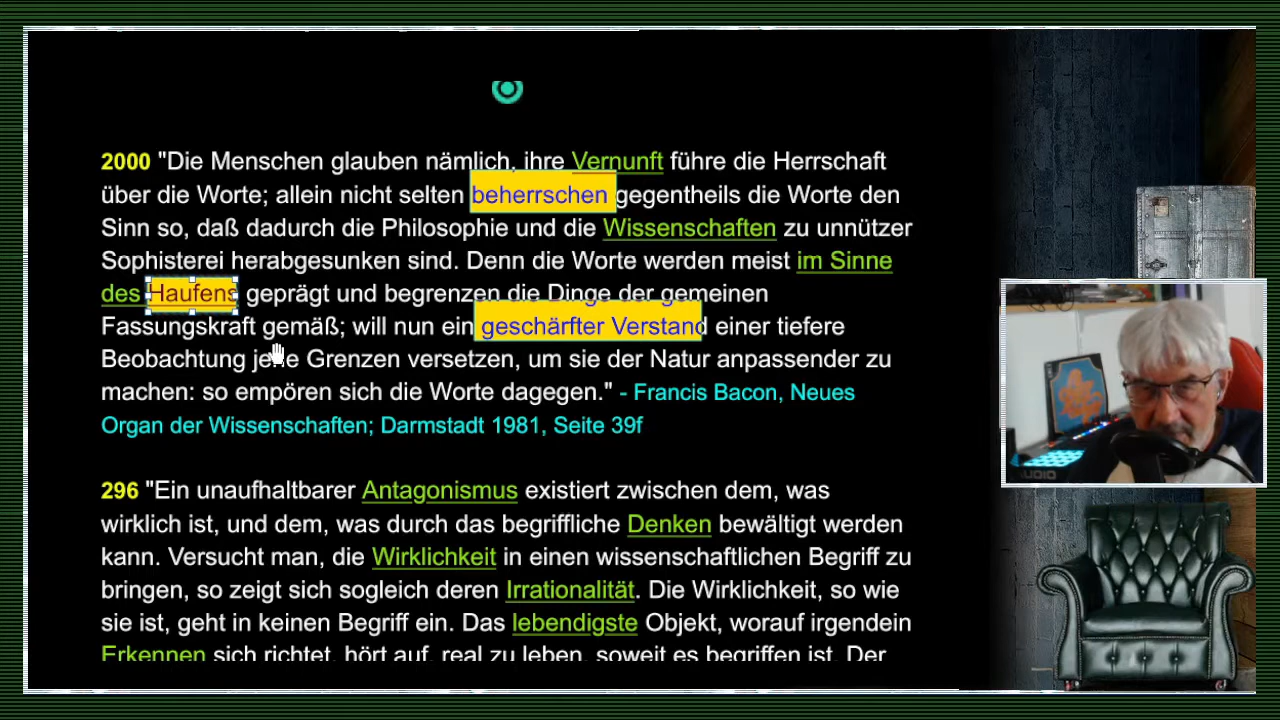 2000 "Die Menschen glauben nämlich, ihre Vernunft führe die Herrschaft
über die Worte; allein nicht selten beherrschen gegentheils die Worte den
Sinn so, daß dadurch die Philosophie und die Wissenschaften zu unnützer
Sophisterei herabgesunken sind. Denn die Worte werden meist im Sinne
des Haufens geprägt und begrenzen die Dinge der gemeinen
Fassungskraft gemäß; will nun ein geschärfter Verstand einer tiefere
Beobachtung jene Grenzen versetzen, um sie der Natur anpassender zu
machen: so empören sich die Worte dagegen." - Francis Bacon, Neues
Organ der Wissenschaften; Darmstadt 1981, Seite 39f
296 "Ein unaufhaltbarer Antagonismus existiert zwischen dem, was
wirklich ist, und dem, was durch das begriffliche Denken bewältigt werden
kann. Versucht man, die Wirklichkeit in einen wissenschaftlichen Begriff zu
bringen, so zeigt sich sogleich deren Irrationalität. Die Wirklichkeit, so wie
sie ist, geht in keinen Begriff ein. Das lebendigste Objekt, worauf irgendein
Erkennen sich richtet, hört auf, real zu leben, soweit es begriffen ist. Der